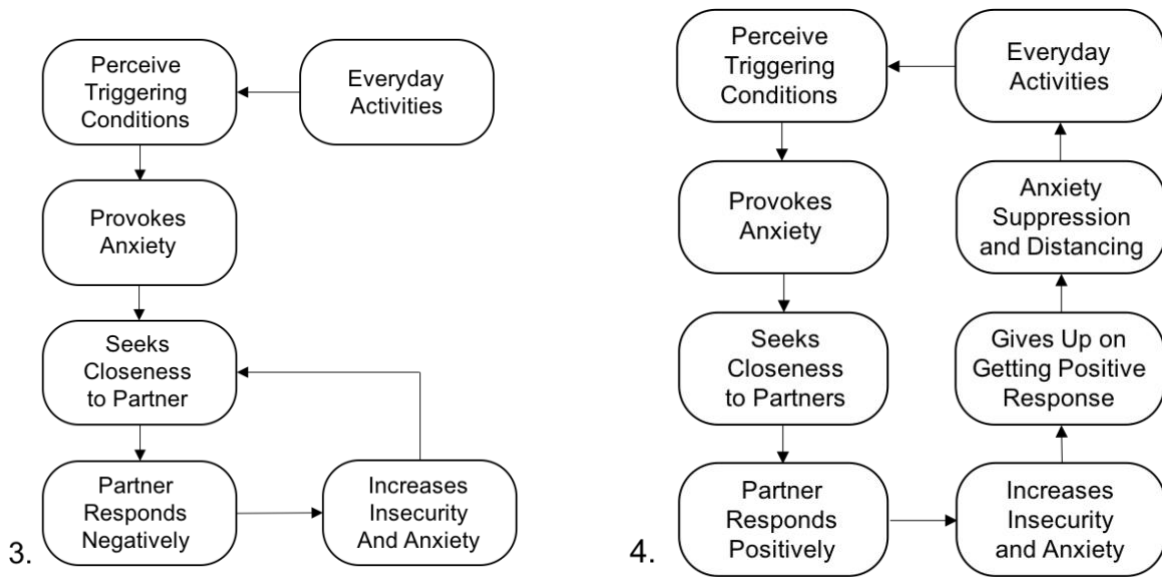 Perceive
Triggering
Conditions
Everyday
Activities
Provokes
Anxiety
Seeks
Closeness
to Partner
Partner
Responds
Negatively
Increases
Insecurity
And Anxiety
3.
Perceive
Triggering
Conditions
Everyday
Activities
Provokes
Anxiety
Anxiety
Suppression
and Distancing
Seeks
Closeness
to Partners
Gives Up on
Getting Positive
Response
Partner
Responds
Positively
Increases
Insecurity
and Anxiety
4.